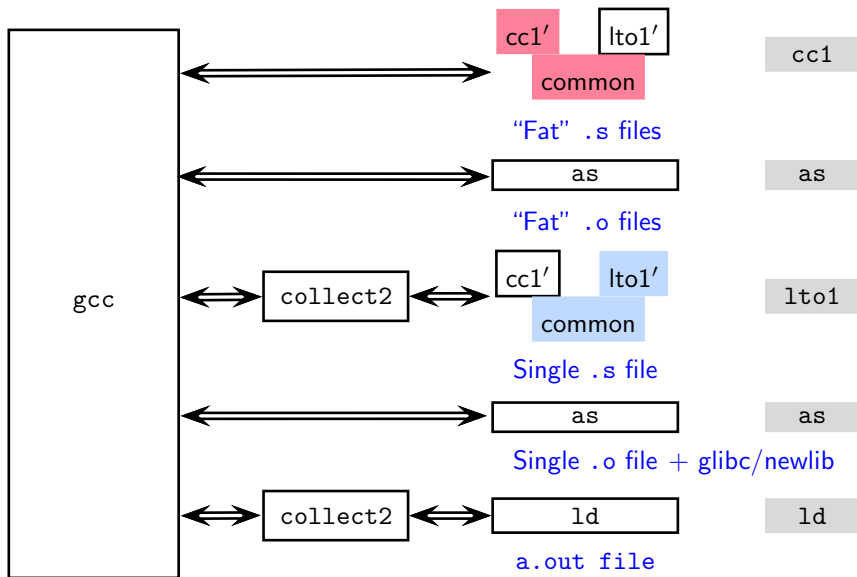 cc1′ lto1′
cc1
common
“Fat” .s files
as as
“Fat” .o files
cc1′ lto1′
gcc collect2 lto1
common
Single .s file
as as
Single .o file + glibc/newlib
collect2 ld ld
a.out file